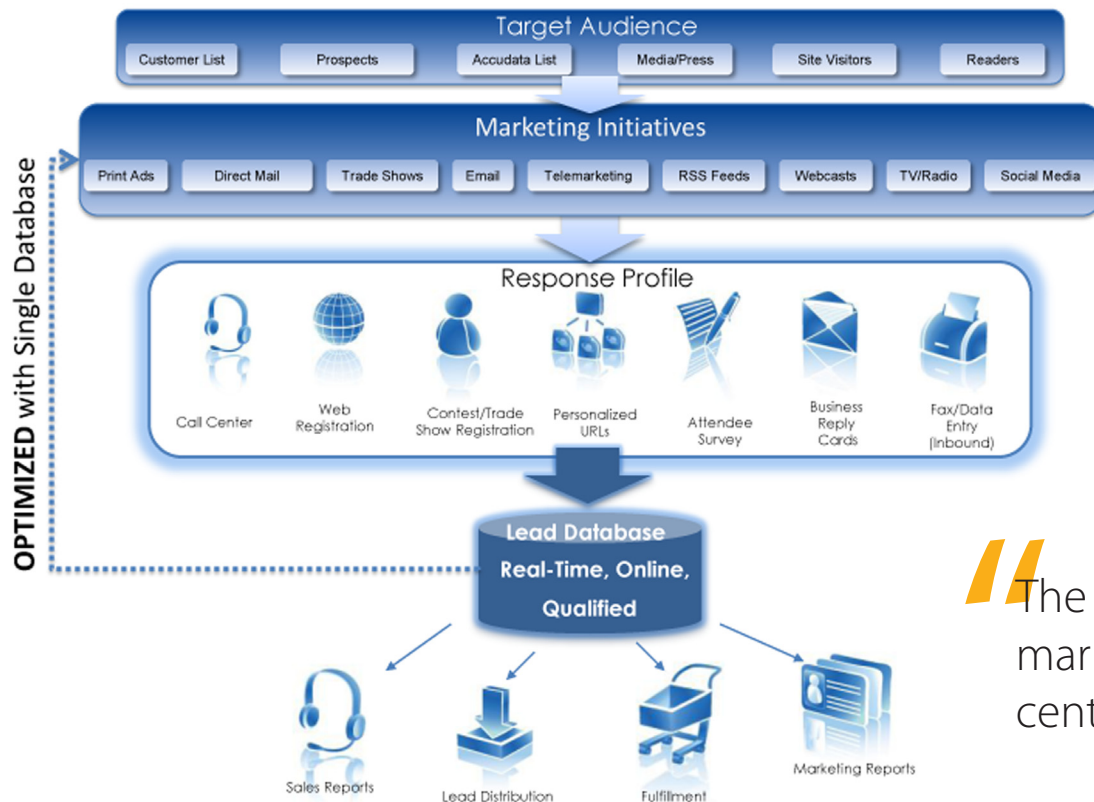 Target Audience
Customer List Prospects Accudata List Media/Press Site Visitors Readers
Marketing Initiatives
Print Ads Direct Mail Trade Shows Email Telemarketing RSS Feeds Webcasts TV/Radio Social Media
OPTIMIZED with Single Database
Response Profile
Call Center
Web
Registration
Contest/Trade
Show Registration
Personalized
URLs
Attendee
Survey
Business
Reply
Cards
Fax/Data
Entry
(Inbound)
Lead Database
Real-Time, Online,
Qualified
“The
mar
cent
Sales Reports
Lead Distribution
Fulfillment
Marketing Reports